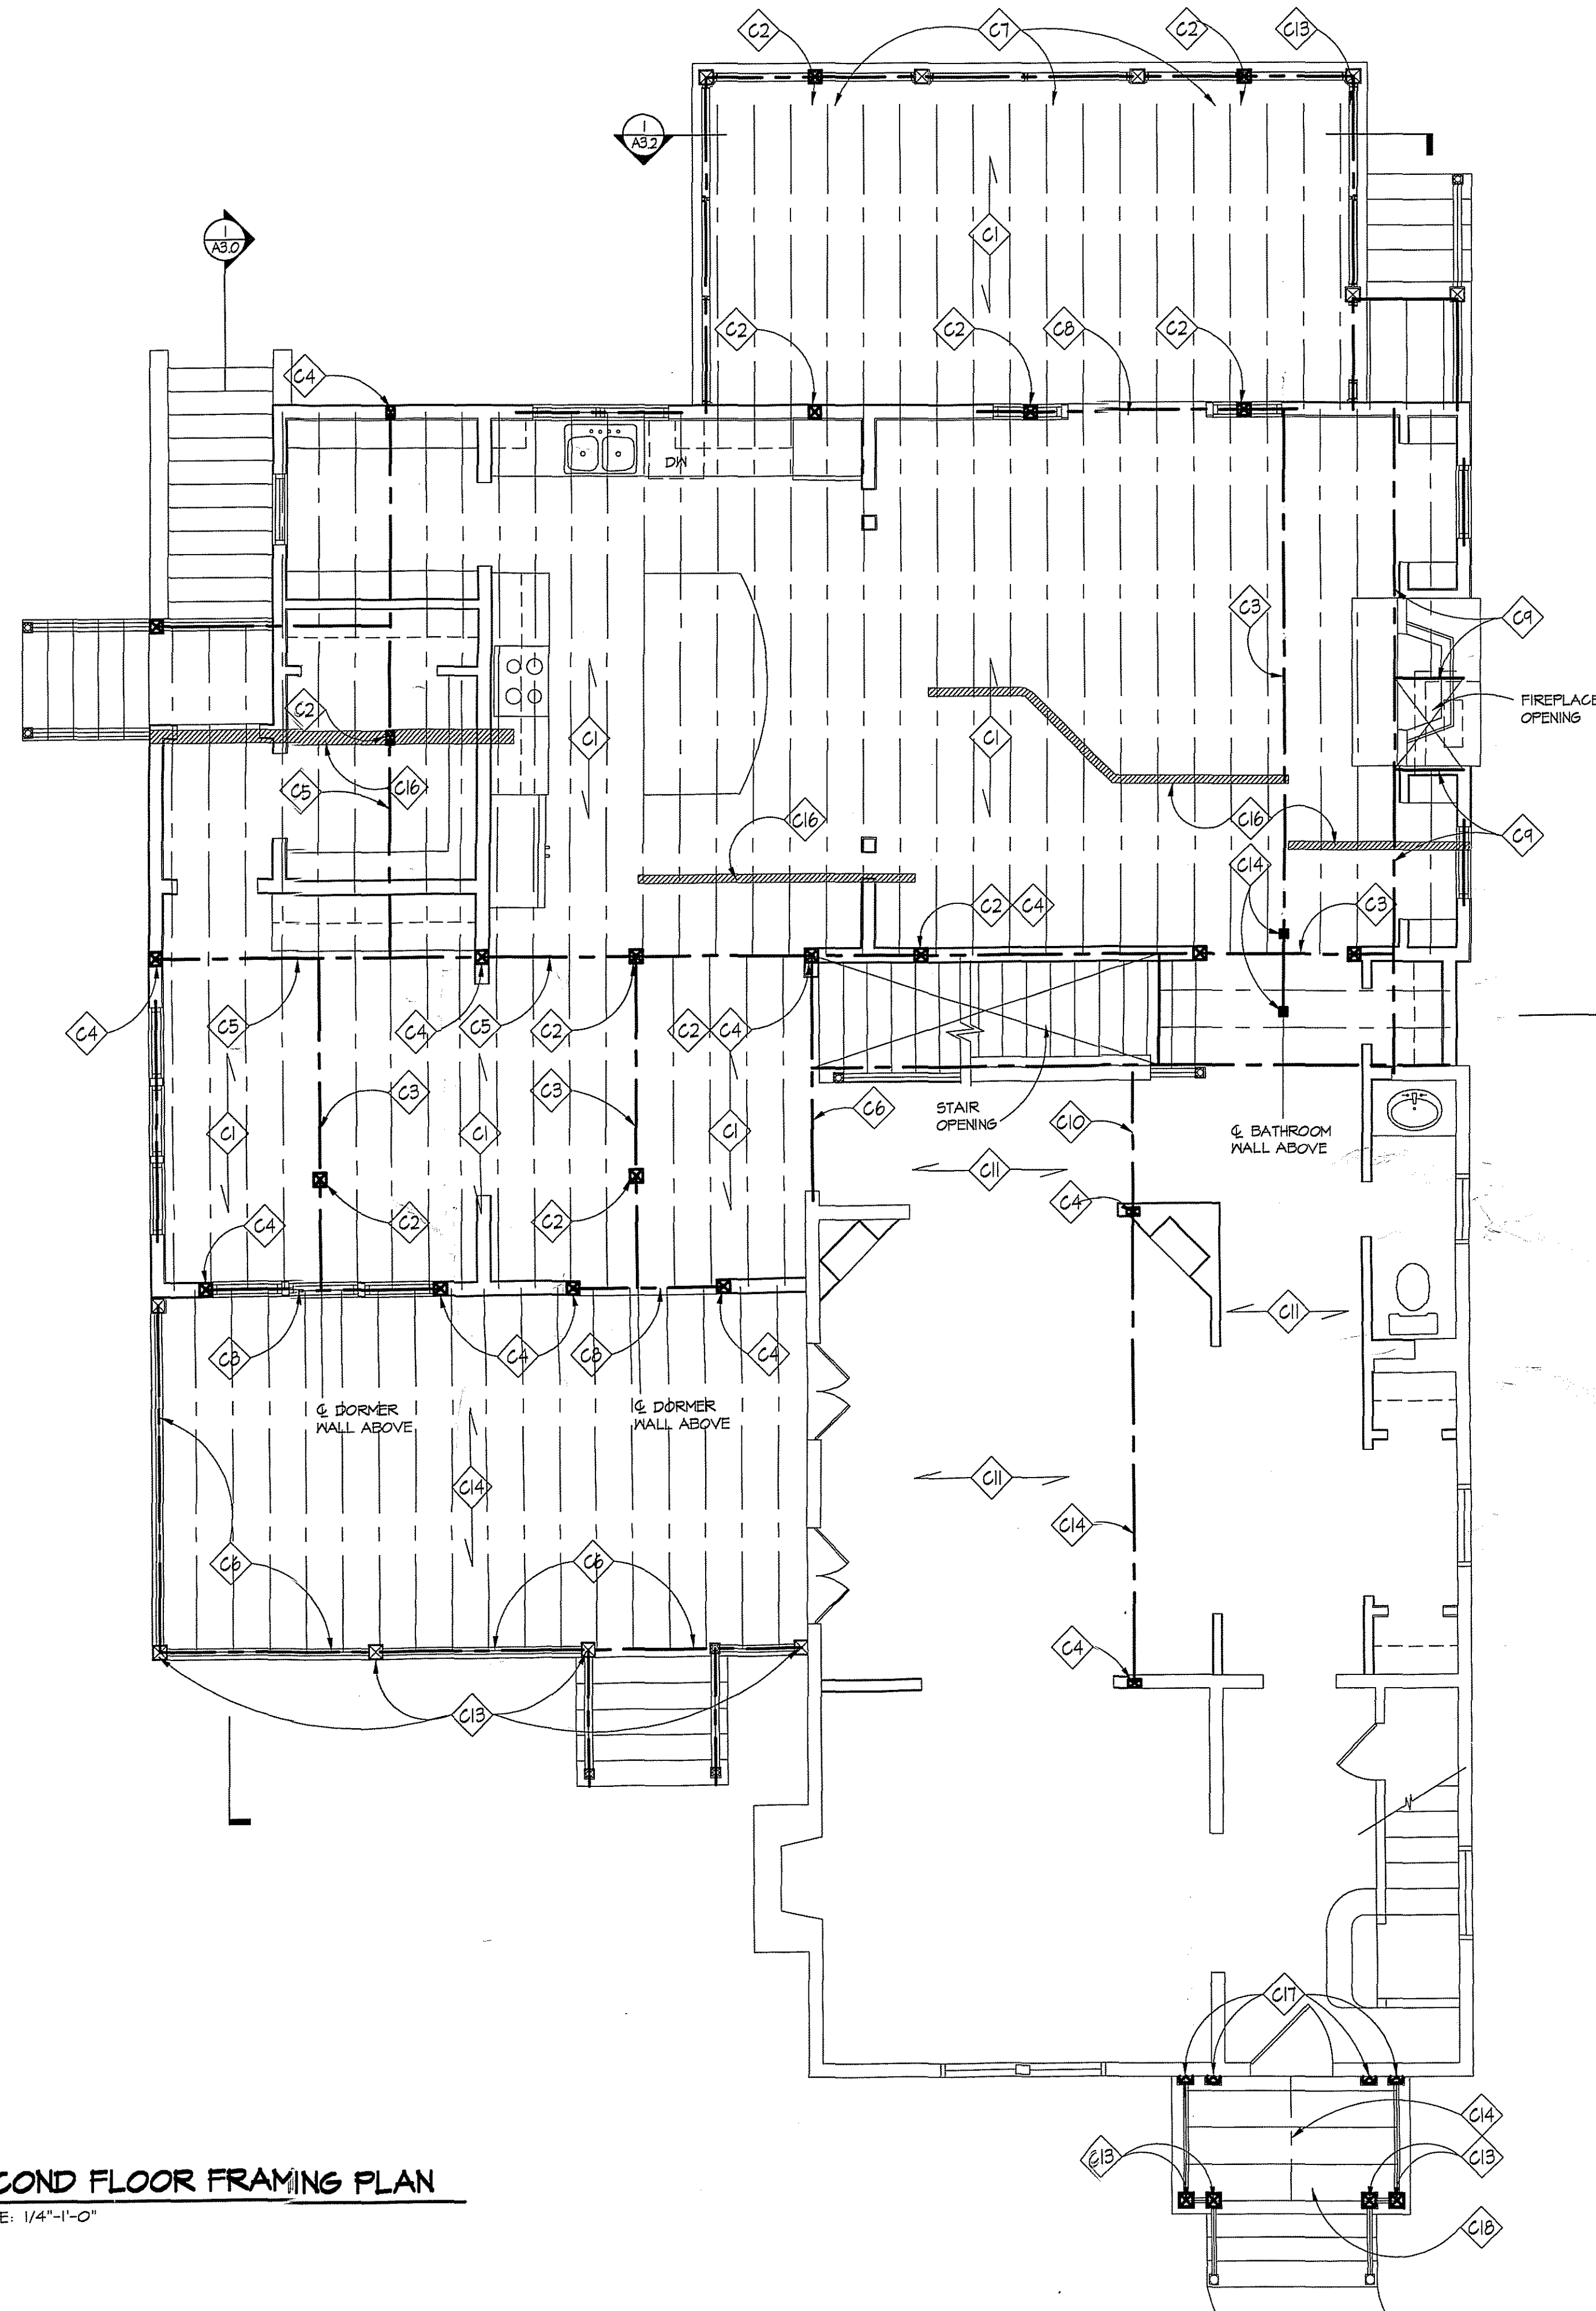 C2
C7
C2
C13
1
A3.2
C1
1
A3.0
C2
C2
C8
C2
C4
DW
C3
C9
C2
C1
C1
FIREPLACE
OPENING
C5
C16
C16
C16
C9
C14
C2
C4
C3
C4
C5
C4
C5
C2
C2
C4
C3
C3
C6
STAIR
OPENING
C10
℄ BATHROOM
WALL ABOVE
C1
C1
C1
C11
C4
C2
C2
C4
C11
C8
C4
C8
C4
℄ DORMER
WALL ABOVE
℄ DORMER
WALL ABOVE
C14
C11
C14
C6
C6
C4
C13
N
C17
C14
C13
C13
C18
COND FLOOR FRAMING PLAN
E: 1/4"-1'-0"